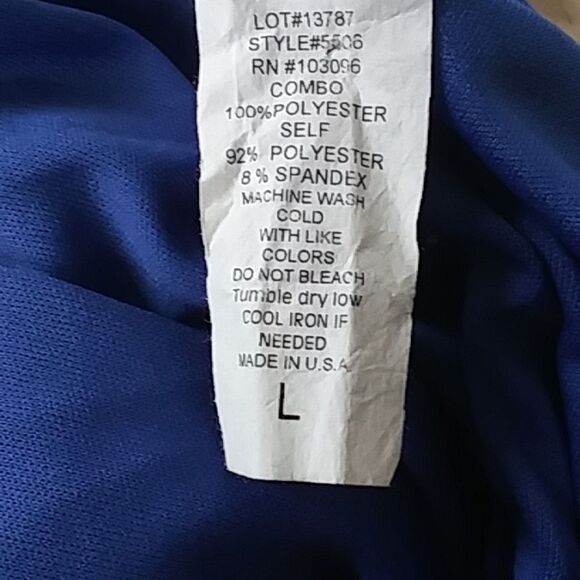 LOT#13787
STYLE#5506
RN #103096
COMBO
100%POLYESTER
SELF
92% POLYESTER
8 % SPANDEX
MACHINE WASH
COLD
WITH LIKE
COLORS
DO NOT BLEACH
Tumble dry low
COOL IRON IF
NEEDED
MADE IN U.S.A.
L